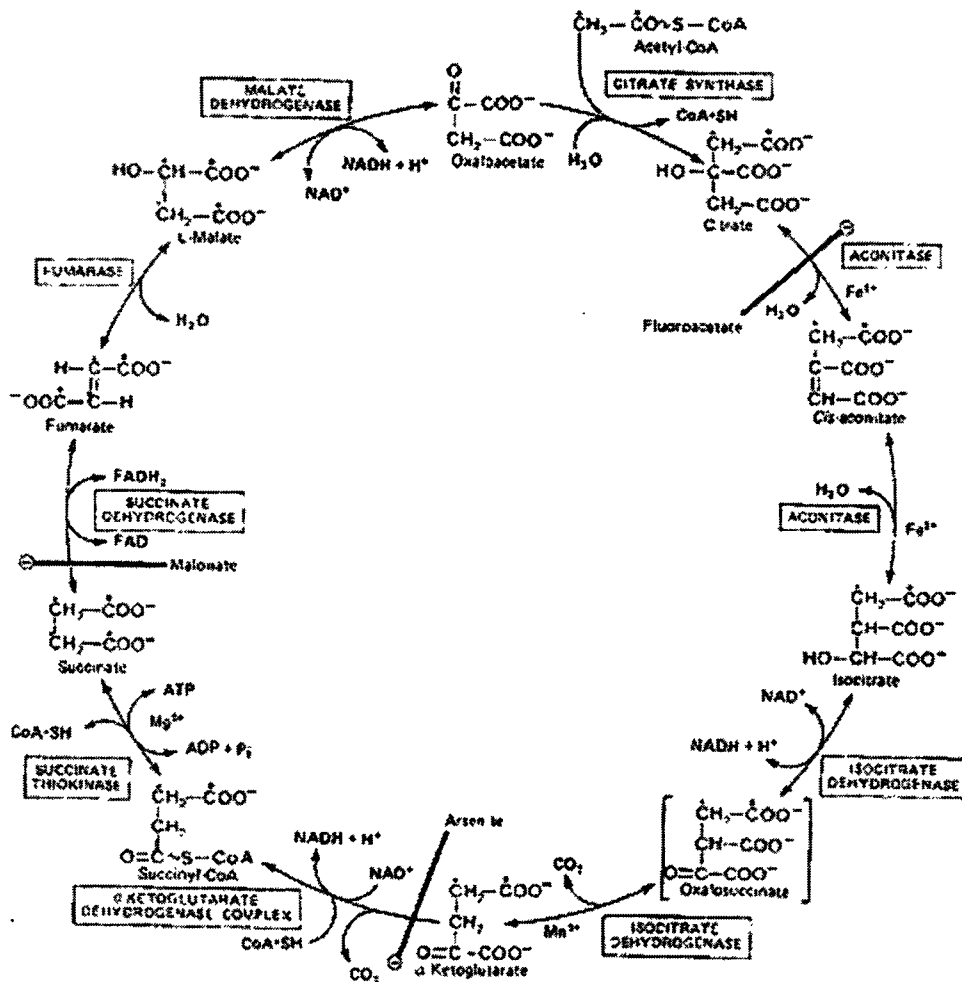 CH₃—CO~S—CoA
Acetyl-CoA
CITRATE SYNTHASE
CoA•SH
H₂O
MALATE
DEHYDROGENASE
NADH + H⁺
NAD⁺
O
C—COO⁻
CH₂—COO⁻
Oxaloacetate
*CH₂—*COO⁻
HO—C—COO⁻
CH₂—COO⁻
Citrate
HO—*CH—*COO⁻
*CH₂—*COO⁻
L-Malate
FUMARASE
H₂O
ACONITASE
Fe²⁺
H₂O
Fluoroacetate
*CH₂—*COO⁻
C—COO⁻
CH—COO⁻
Cis-aconitate
H—*C—*COO⁻
⁻OO*C—*C—H
Fumarate
FADH₂
SUCCINATE
DEHYDROGENASE
FAD
Malonate
H₂O
ACONITASE
Fe²⁺
*CH₂—*COO⁻
*CH₂—*COO⁻
Succinate
*CH₂—*COO⁻
CH—COO⁻
HO—CH—COO⁻
Isocitrate
ATP
Mg²⁺
CoA•SH
ADP + Pᵢ
SUCCINATE
THIOKINASE
NAD⁺
NADH + H⁺
ISOCITRATE
DEHYDROGENASE
*CH₂—*COO⁻
CH₂
O=C~S—CoA
Succinyl-CoA
α-KETOGLUTARATE
DEHYDROGENASE COMPLEX
NADH + H⁺
NAD⁺
CoA•SH
CO₂
Arsenite
*CH₂—*COO⁻
CH₂
O=C—COO⁻
α Ketoglutarate
CO₂
Mn²⁺
ISOCITRATE
DEHYDROGENASE
*CH₂—*COO⁻
CH—COO⁻
O=C—COO⁻
Oxalosuccinate